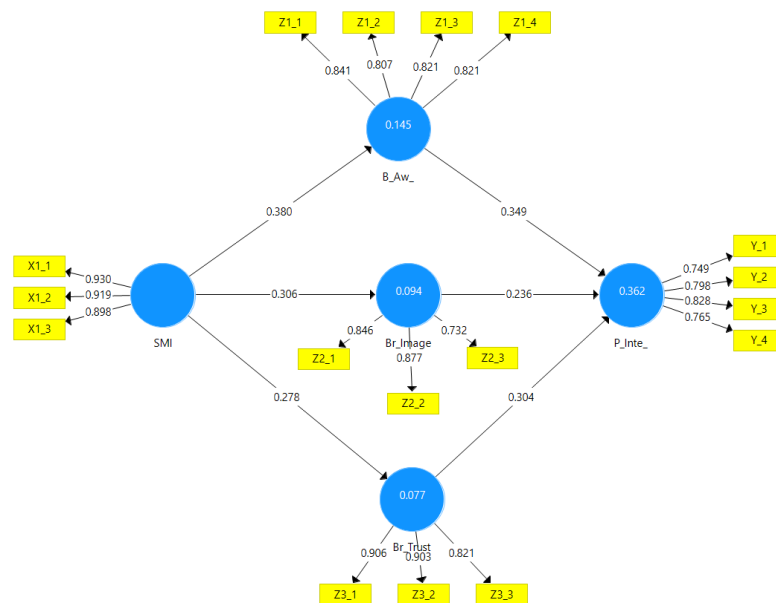 Z1_1
Z1_2
Z1_3
Z1_4
0.841
0.807
0.821
0.821
0.145
B_Aw_
0.380
0.349
X1_1
X1_2
X1_3
0.930
0.919
0.898
SMI
0.306
0.094
Br_Image
0.236
0.846
0.877
0.732
Z2_1
Z2_2
Z2_3
0.362
P_Inte_
0.749
0.798
0.828
0.765
Y_1
Y_2
Y_3
Y_4
0.278
0.304
0.077
Br_Trust
0.906
0.903
0.821
Z3_1
Z3_2
Z3_3